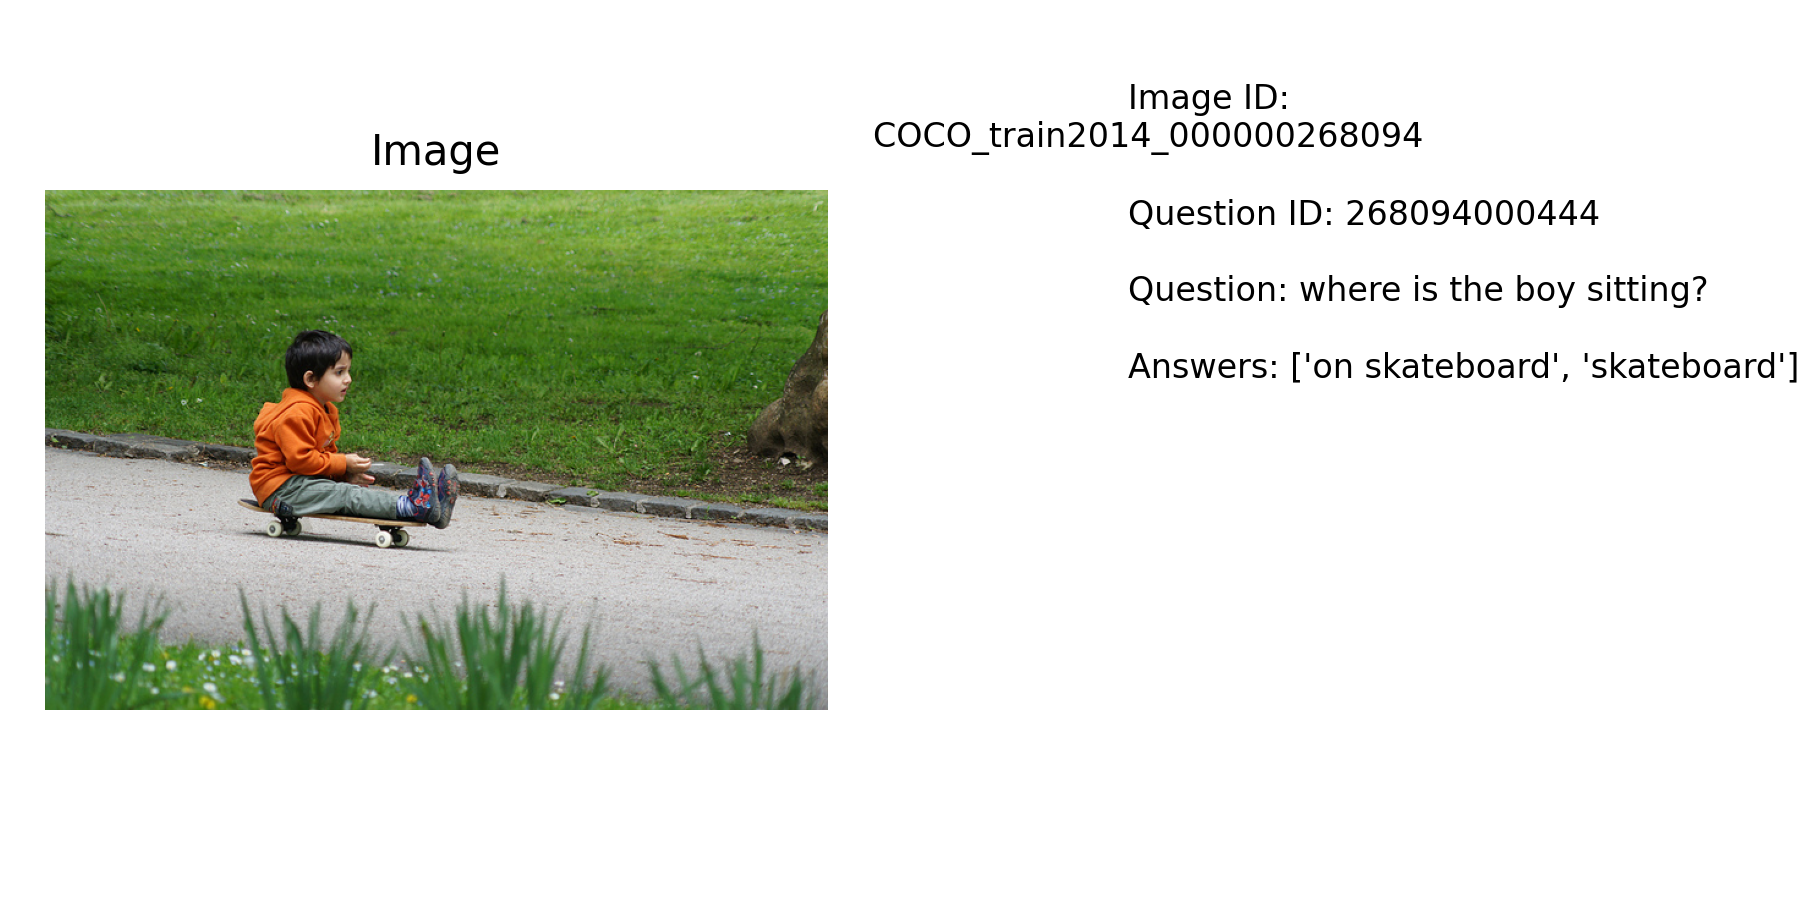 Image
Image ID:
COCO_train2014_000000268094
Question ID: 268094000444
Question: where is the boy sitting?
Answers: ['on skateboard', 'skateboard']